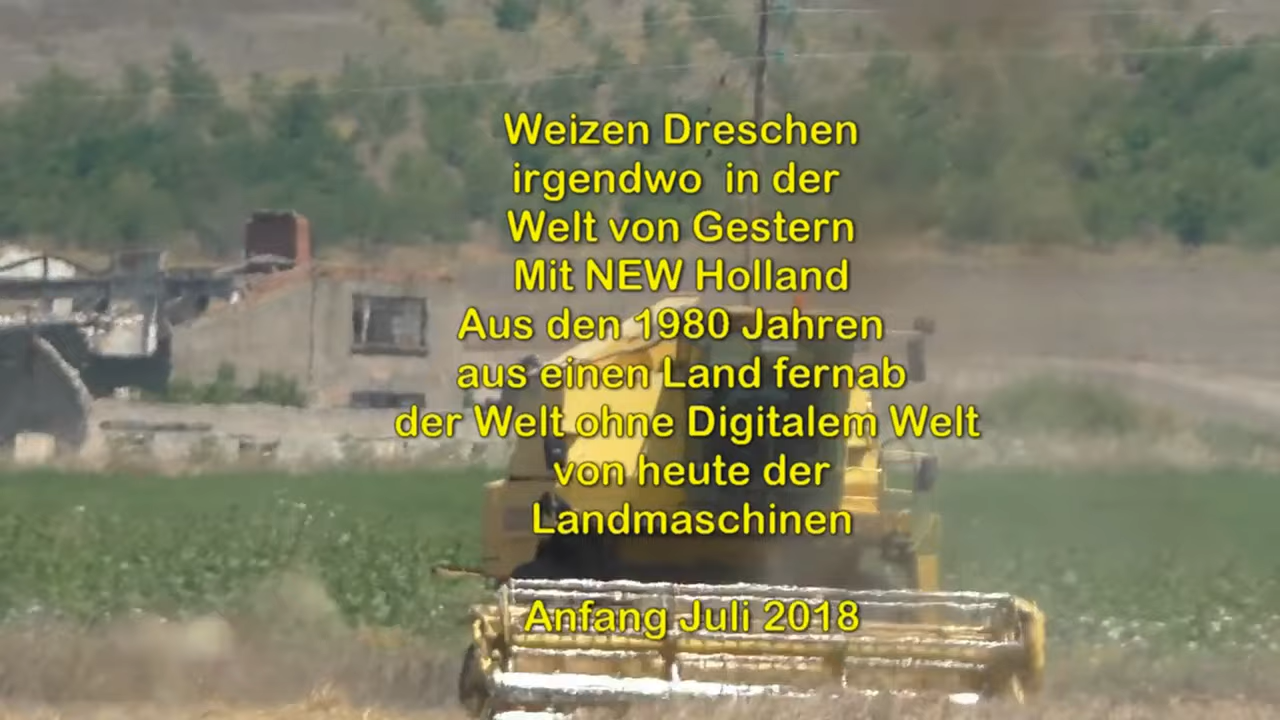 Weizen Dreschen
irgendwo in der
Welt von Gestern
Mit NEW Holland
Aus den 1980 Jahren
aus einen Land fernab
der Welt ohne Digitalem Welt
von heute der
Landmaschinen
Anfang Juli 2018